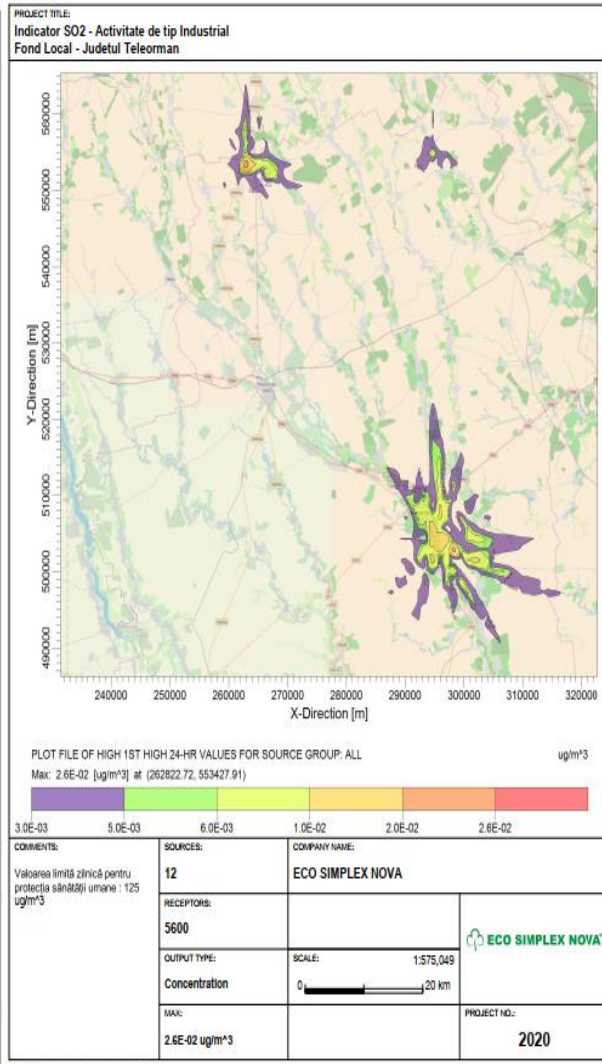 PROJECT TITLE:
Indicator SO2 - Activitate de tip Industrial
Fond Local - Judetul Teleorman
Y-Direction [m]
560000
550000
540000
530000
520000
510000
500000
490000
240000 250000 260000 270000 280000 290000 300000 310000 320000
X-Direction [m]
PLOT FILE OF HIGH 1ST HIGH 24-HR VALUES FOR SOURCE GROUP: ALL ug/m^3
Max: 2.6E-02 [ug/m^3] at (262822.72, 553427.91)
3.0E-03 5.0E-03 6.0E-03 1.0E-02 2.0E-02 2.6E-02
COMMENTS:
Valoarea limită zilnică pentru
protecția sănătății umane : 125
ug/m^3
SOURCES:
12
COMPANY NAME:
ECO SIMPLEX NOVA
RECEPTORS:
5600
ECO SIMPLEX NOVA
OUTPUT TYPE:
Concentration
SCALE: 1:575,049
0 20 km
MAX:
2.6E-02 ug/m^3
PROJECT NO.:
2020